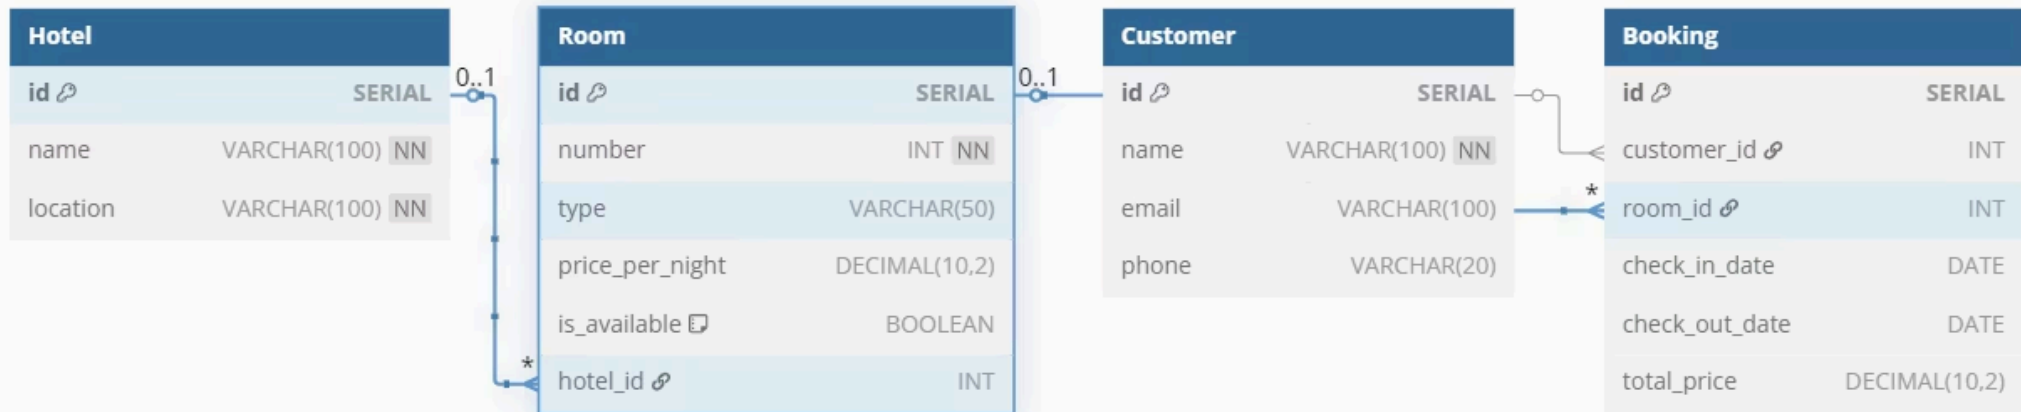 Hotel
id SERIAL
name VARCHAR(100) NN
location VARCHAR(100) NN
0..1
*
Room
id SERIAL
number INT NN
type VARCHAR(50)
price_per_night DECIMAL(10,2)
is_available BOOLEAN
hotel_id INT
0..1
Customer
id SERIAL
name VARCHAR(100) NN
email VARCHAR(100)
phone VARCHAR(20)
*
Booking
id SERIAL
customer_id INT
room_id INT
check_in_date DATE
check_out_date DATE
total_price DECIMAL(10,2)